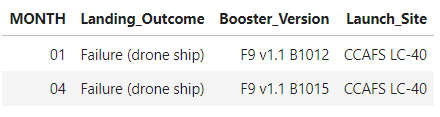 MONTH Landing_Outcome Booster_Version Launch_Site
01 Failure (drone ship) F9 v1.1 B1012 CCAFS LC-40
04 Failure (drone ship) F9 v1.1 B1015 CCAFS LC-40